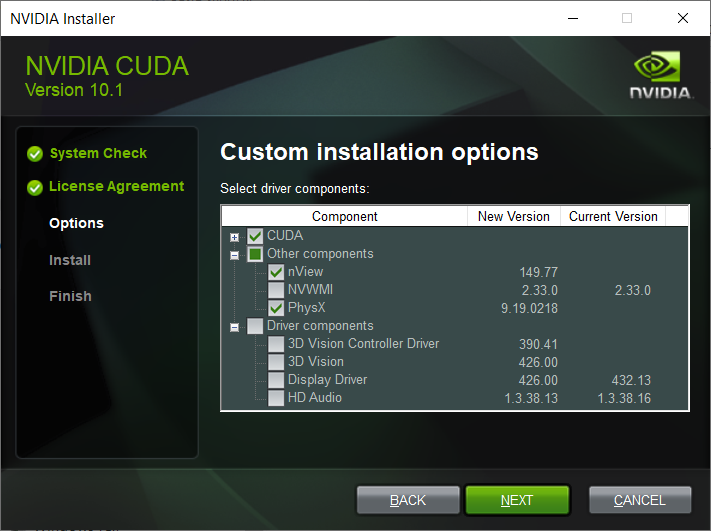 NVIDIA Installer
NVIDIA CUDA
Version 10.1
NVIDIA.
System Check
License Agreement
Options
Install
Finish
Custom installation options
Select driver components:
Component New Version Current Version
CUDA
Other components
nView 149.77
NVWMI 2.33.0 2.33.0
PhysX 9.19.0218
Driver components
3D Vision Controller Driver 390.41
3D Vision 426.00
Display Driver 426.00 432.13
HD Audio 1.3.38.13 1.3.38.16
BACK NEXT CANCEL